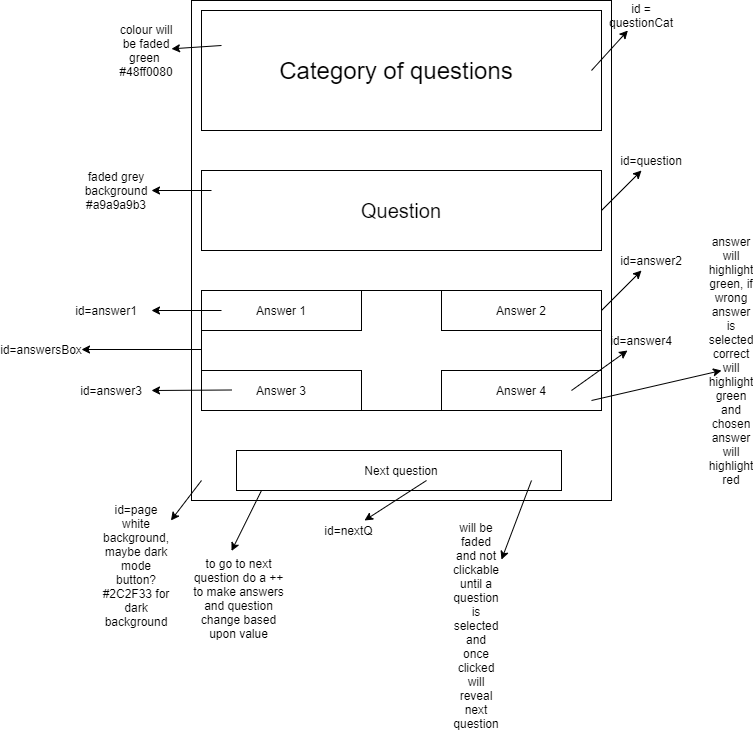 id =
questionCat
colour will
be faded
green
#48ff0080
Category of questions
id=question
faded grey
background
#a9a9a9b3
Question
answer
will
highlight
green, if
wrong
answer
is
selected
correct
will
highlight
green
and
chosen
answer
will
highlight
red
id=answer2
id=answer1
Answer 1
Answer 2
id=answersBox
id=answer4
id=answer3
Answer 3
Answer 4
Next question
id=page
white
background,
maybe dark
mode
button?
#2C2F33 for
dark
background
id=nextQ
to go to next
question do a ++
to make answers
and question
change based
upon value
will be
faded
and not
clickable
until a
question
is
selected
and
once
clicked
will
reveal
next
question